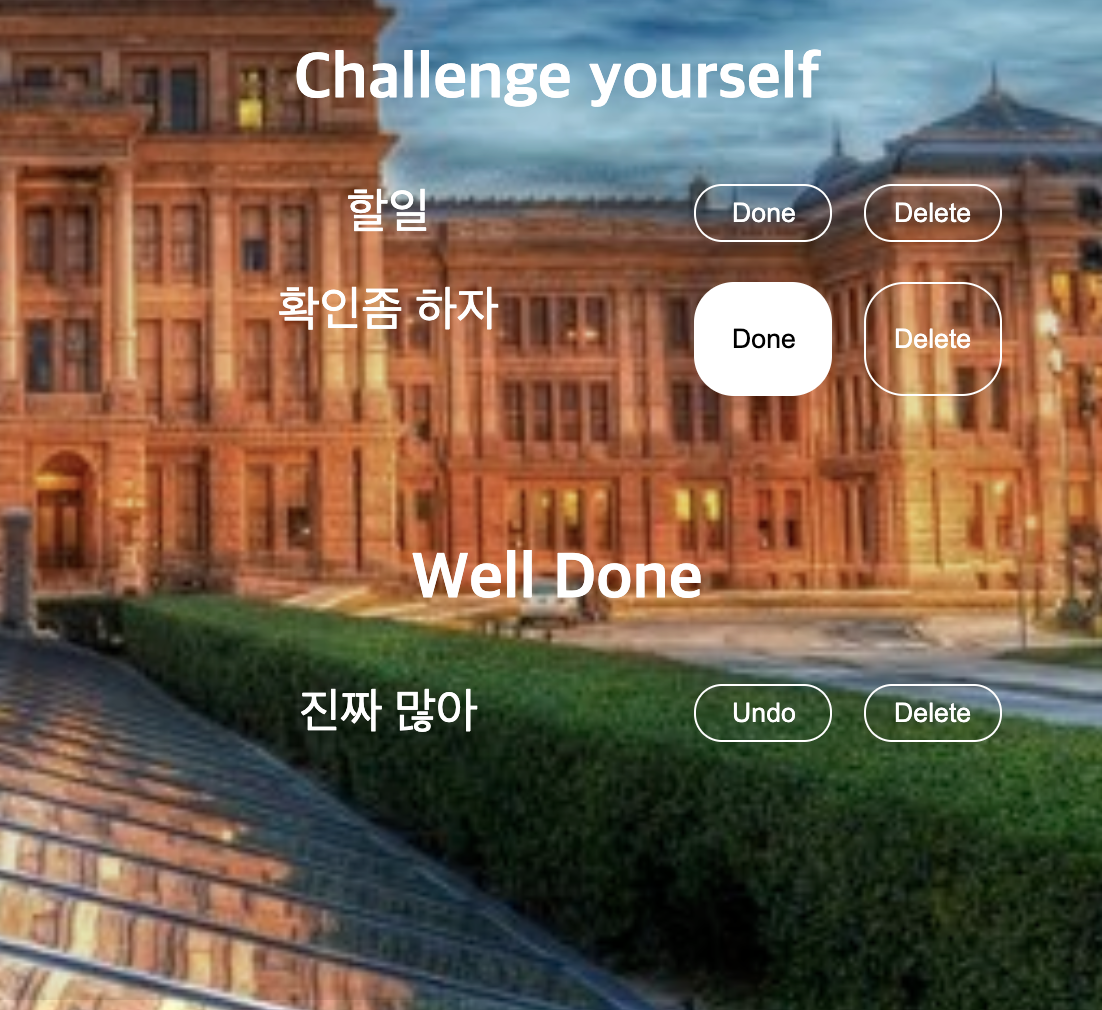 Challenge yourself
할일 Done Delete
확인좀 하자 Done Delete
Well Done
진짜 많아 Undo Delete